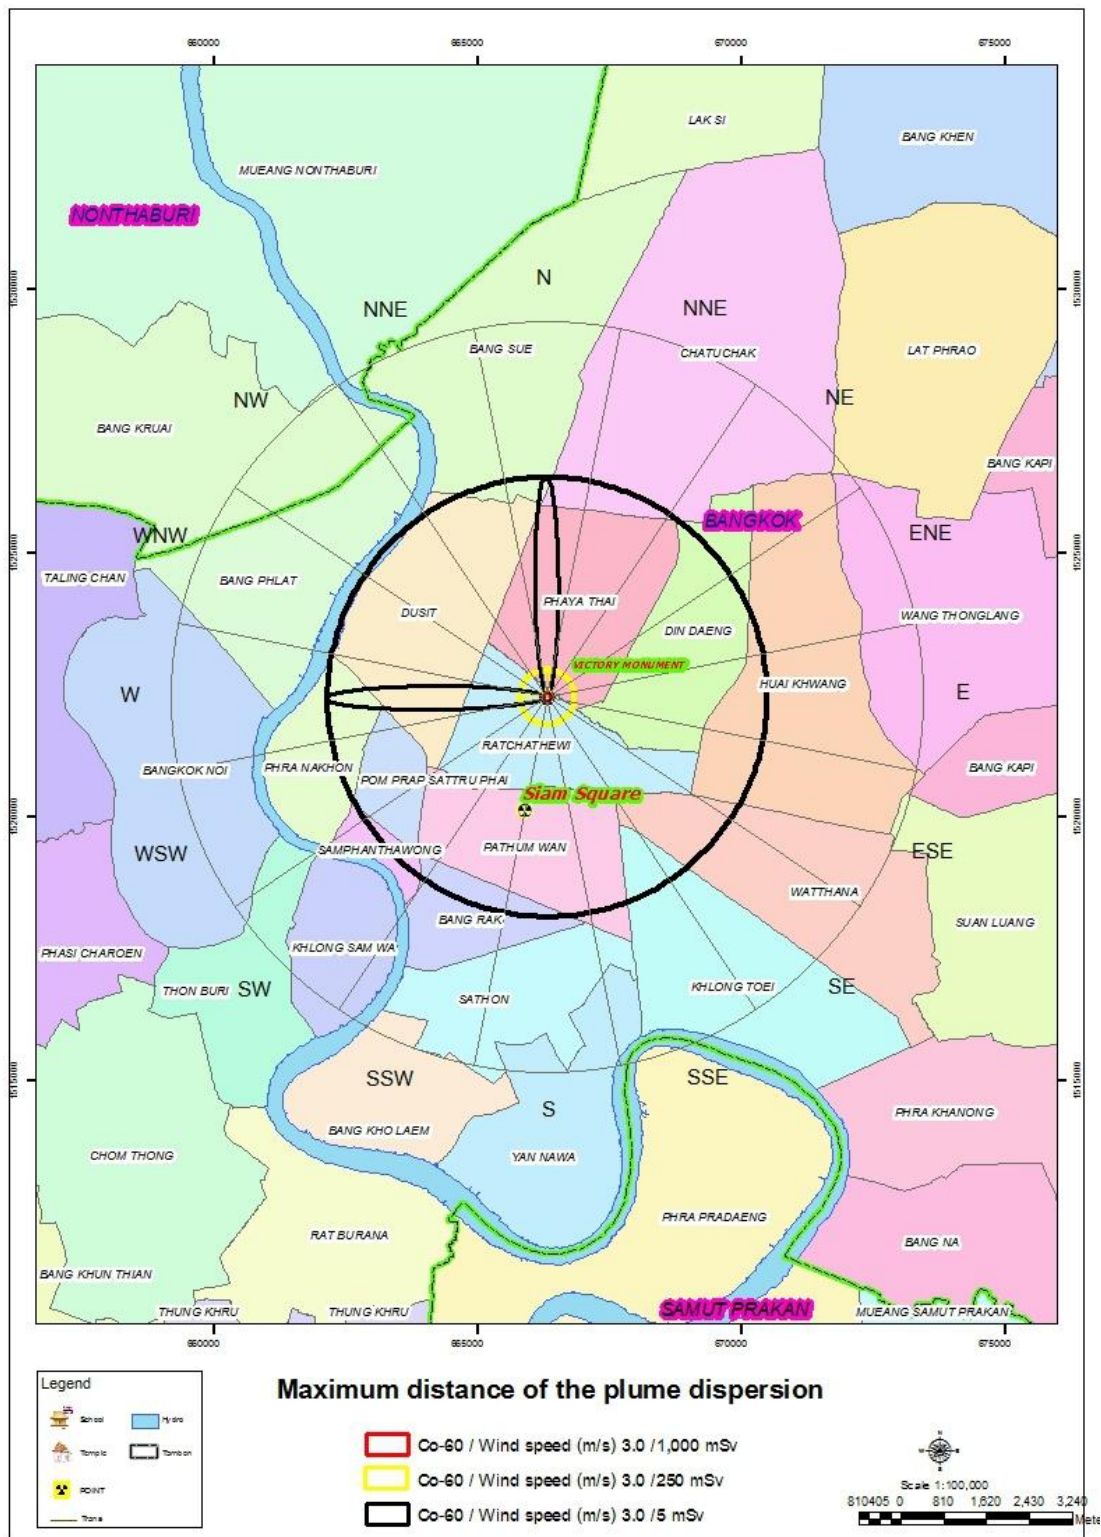 660000 665000 670000 675000
LAK SI
BANG KHEN
MUEANG NONTHABURI
NONTHABURI
N
1530000 1530000
NNE NNE
BANG SUE
CHATUCHAK
LAT PHRAO
NW NE
BANG KRUAI
BANG KAPI
BANGKOK
WNW ENE
1525000 1525000
TALING CHAN
BANG PHLAT
PHAYA THAI
DUSIT
WANG THONGLANG
DIN DAENG
VICTORY MONUMENT
HUAI KHWANG
W E
RATCHATHEWI
BANGKOK NOI
PHRA NAKHON
BANG KAPI
POM PRAP SATTRU PHAI
Siam Square
1520000 1520000
WSW
SAMPHANTHAWONG
PATHUM WAN
ESE
WATTHANA
BANG RAK
SUAN LUANG
PHASI CHAROEN
KHLONG SAM WA
THON BURI
SW
SATHON
KHLONG TOEI
SE
1515000 1515000
SSW SSE
S
PHRA KHANONG
BANG KHO LAEM
CHOM THONG
YAN NAWA
PHRA PRADAENG
RAT BURANA
BANG NA
BANG KHUN THIAN
THUNG KHRU THUNG KHRU
SAMUT PRAKAN
MUEANG SAMUT PRAKAN
660000 665000 670000 675000
Legend
School Hydro
Temple Tambon
POINT
Trans
Maximum distance of the plume dispersion
Co-60 / Wind speed (m/s) 3.0 /1,000 mSv
Co-60 / Wind speed (m/s) 3.0 /250 mSv
Co-60 / Wind speed (m/s) 3.0 /5 mSv
N
W E
S
Scale 1:100,000
810405 0 810 1,620 2,430 3,240
Mete